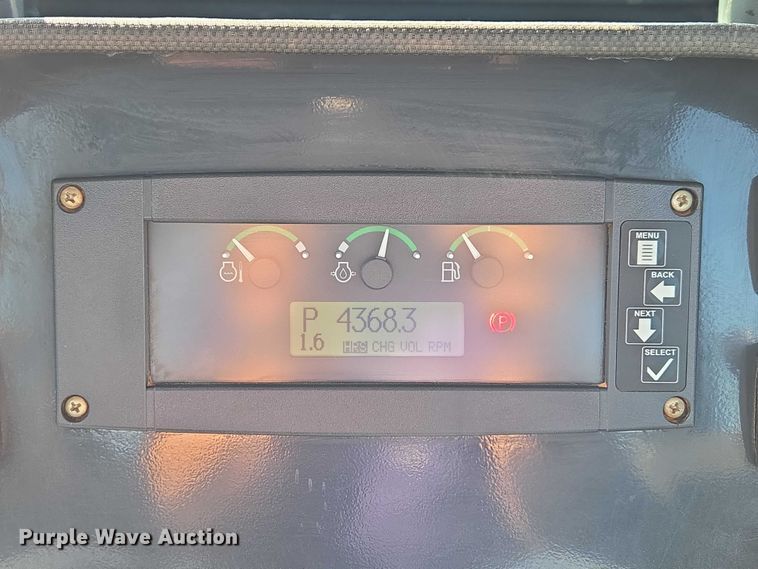 MENU
BACK
NEXT
SELECT
P 4368.3
1.6 HRS CHG VOL RPM
P
Purple Wave Auction